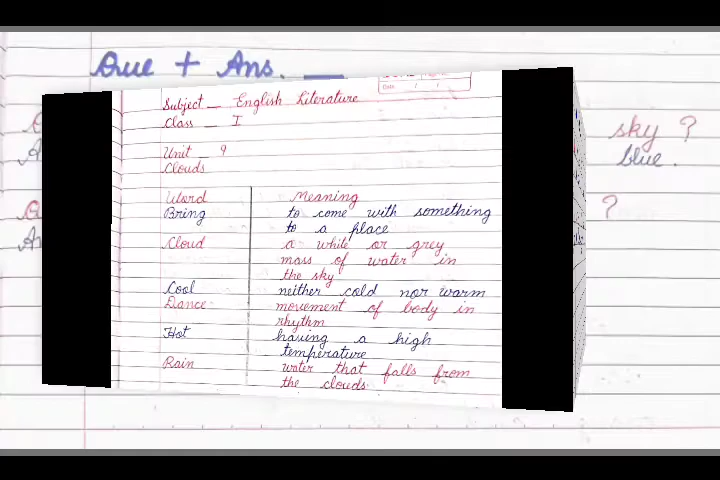 Que + Ans. __
sky ?
blue.
?
Date / /
Subject _ English Literature
Class _ I
Unit 9
Clouds
Word Meaning
Bring to come with something
to a place
Cloud a white or grey
mass of water in
the sky
Cool neither cold nor warm
Dance movement of body in
rhythm
Hot having a high
temperature
Rain water that falls from
the clouds